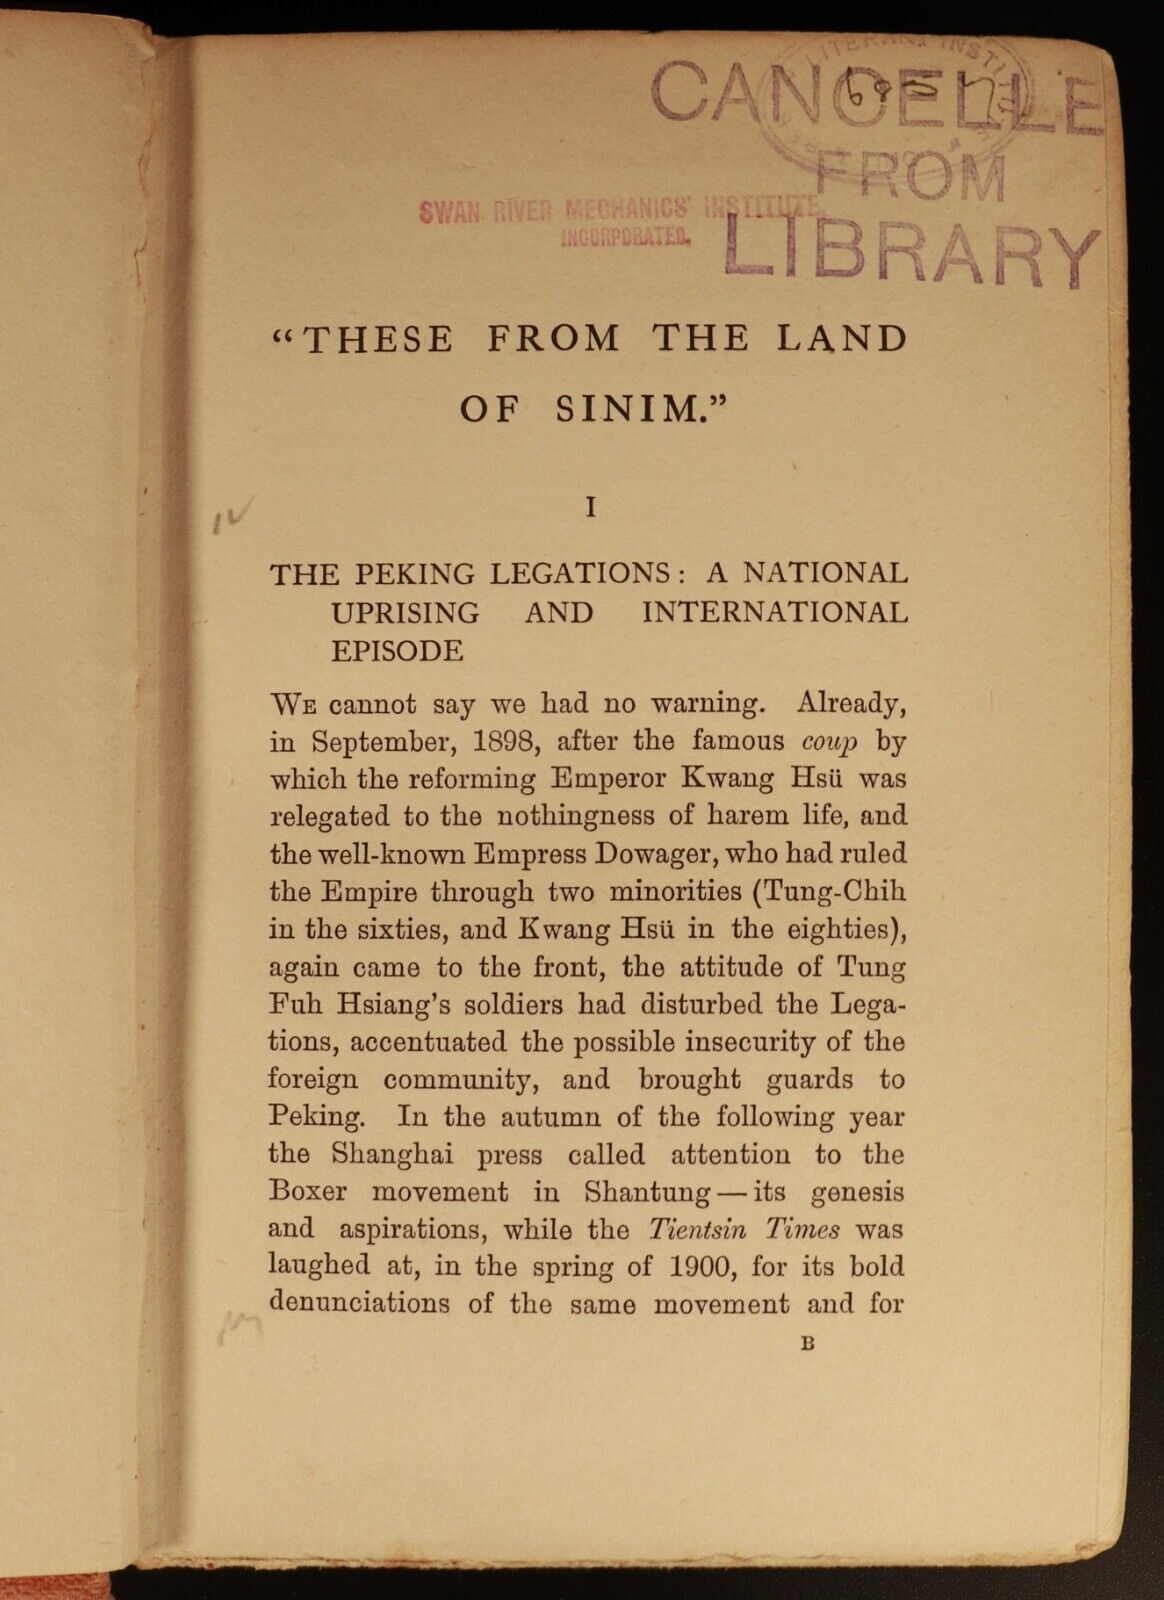 LITERARY INSTIT
CANCELLE
FROM
LIBRARY
SWAN RIVER MECHANICS' INSTITUTE
INCORPORATED.
"THESE FROM THE LAND
OF SINIM."
I
THE PEKING LEGATIONS: A NATIONAL
UPRISING AND INTERNATIONAL
EPISODE
WE cannot say we had no warning. Already,
in September, 1898, after the famous coup by
which the reforming Emperor Kwang Hsü was
relegated to the nothingness of harem life, and
the well-known Empress Dowager, who had ruled
the Empire through two minorities (Tung-Chih
in the sixties, and Kwang Hsü in the eighties),
again came to the front, the attitude of Tung
Fuh Hsiang's soldiers had disturbed the Lega-
tions, accentuated the possible insecurity of the
foreign community, and brought guards to
Peking. In the autumn of the following year
the Shanghai press called attention to the
Boxer movement in Shantung—its genesis
and aspirations, while the Tientsin Times was
laughed at, in the spring of 1900, for its bold
denunciations of the same movement and for
B